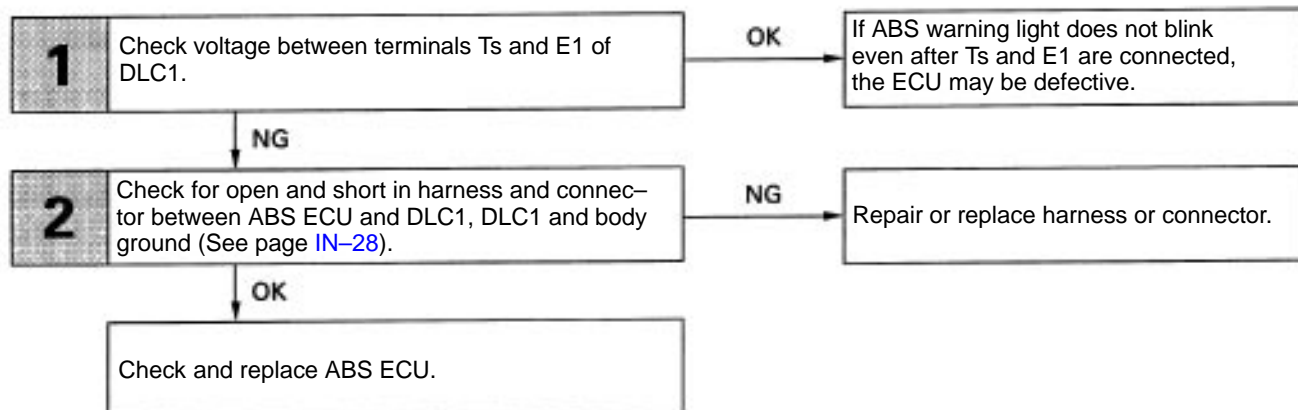 1
Check voltage between terminals Ts and E1 of
DLC1.
OK
If ABS warning light does not blink
even after Ts and E1 are connected,
the ECU may be defective.
NG
2
Check for open and short in harness and connec–
tor between ABS ECU and DLC1, DLC1 and body
ground (See page IN–28).
NG
Repair or replace harness or connector.
OK
Check and replace ABS ECU.